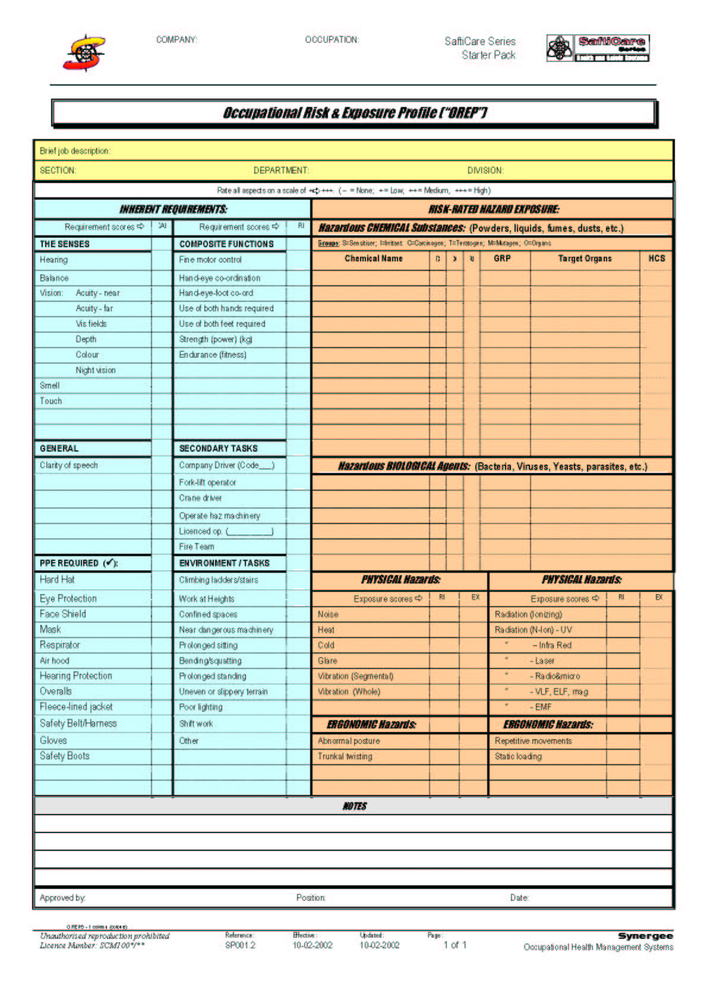 COMPANY: OCCUPATION: SaftiCare Series
Starter Pack
SaftiCare
Series
Occupational Risk & Exposure Profile ("OREP")
Brief job description:
SECTION: DEPARTMENT: DIVISION:
Rate all aspects on a scale of +⇨+++. ( – = None; += Low; ++= Medium, +++= High)
INHERENT REQUIREMENTS: RISK-RATED HAZARD EXPOSURE:
Requirement scores ⇨ Requirement scores ⇨ RI Hazardous CHEMICAL Substances: (Powders, liquids, fumes, dusts, etc.)
THE SENSES COMPOSITE FUNCTIONS Groups: S=Sensitiser; I=Irritant: C=Carcinogen; T=Teratogen; M=Mutagen; O=Organs
Hearing Fine motor control Chemical Name GRP Target Organs HCS
Balance Hand-eye co-ordination
Vision: Acuity - near Hand-eye-foot co-ord
Acuity - far Use of both hands required
Vis fields Use of both feet required
Depth Strength (power) (kg)
Colour Endurance (fitness)
Night vision
Smell
Touch
GENERAL SECONDARY TASKS
Clarity of speech Company Driver (Code___) Hazardous BIOLOGICAL Agents: (Bacteria, Viruses, Yeasts, parasites, etc.)
Fork-lift operator
Crane driver
Operate haz machinery
Licenced op. (__________)
Fire Team
PPE REQUIRED (✓): ENVIRONMENT / TASKS
Hard Hat Climbing ladders/stairs PHYSICAL Hazards: PHYSICAL Hazards:
Eye Protection Work at Heights Exposure scores ⇨ RI EX Exposure scores ⇨ RI EX
Face Shield Confined spaces Noise Radiation (Ionizing)
Mask Near dangerous machinery Heat Radiation (N-Ion) - UV
Respirator Prolonged sitting Cold " – Infra Red
Air hood Bending/squatting Glare " - Laser
Hearing Protection Prolonged standing Vibration (Segmental) " - Radio&micro
Overalls Uneven or slippery terrain Vibration (Whole) " - VLF, ELF, mag
Fleece-lined jacket Poor lighting " - EMF
Safety Belt/Harness Shift work ERGONOMIC Hazards: ERGONOMIC Hazards:
Gloves Other Abnormal posture Repetitive movements
Safety Boots Trunkal twisting Static loading
NOTES
Approved by: Position: Date:
OREPS - 1 column (colour)
Unauthorised reproduction prohibited Reference: Effective: Updated: Page: Synergee
Licence Number: SCM100*/** SP001.2 10-02-2002 10-02-2002 1 of 1 Occupational Health Management Systems